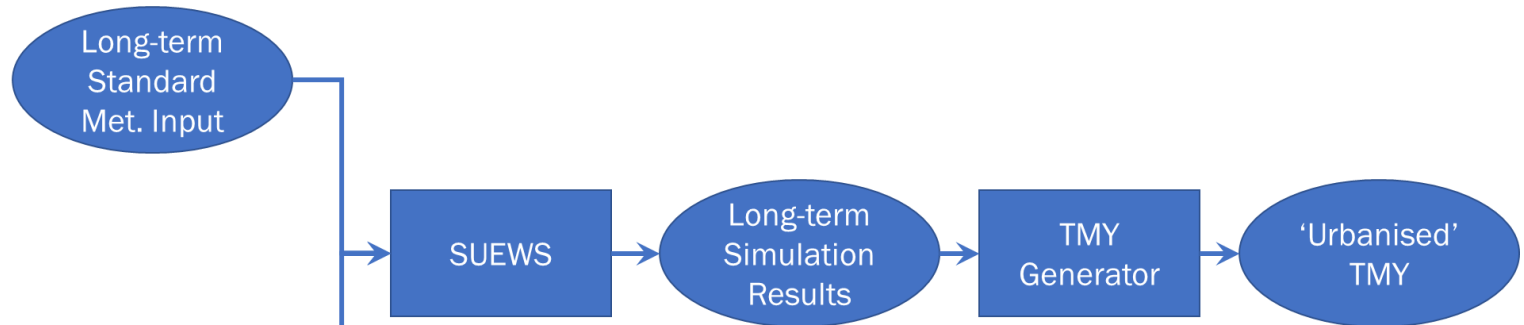 Long-term
Standard
Met. Input
SUEWS
Long-term
Simulation
Results
TMY
Generator
‘Urbanised’
TMY